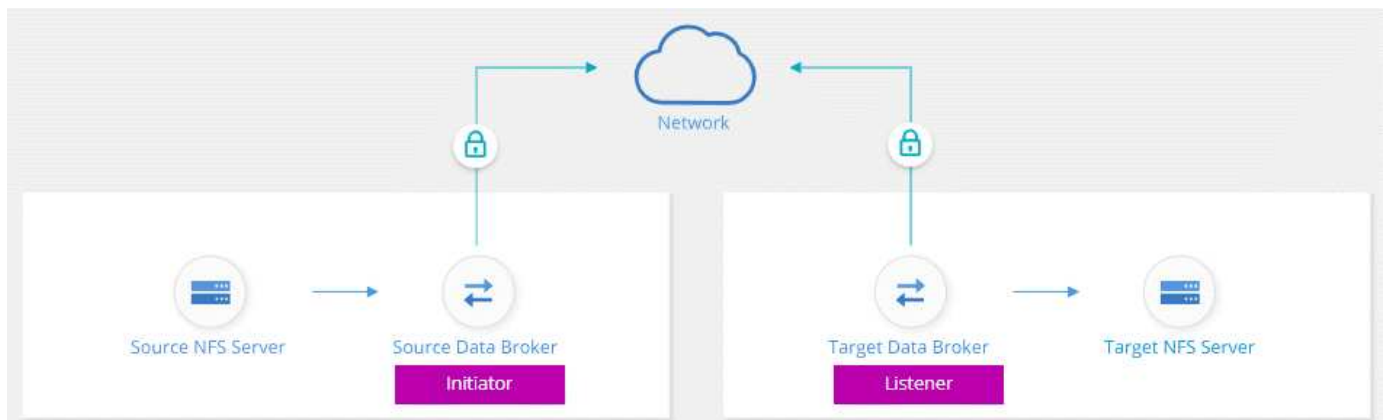 Network
Source NFS Server
Source Data Broker
Target Data Broker
Target NFS Server
Initiator
Listener